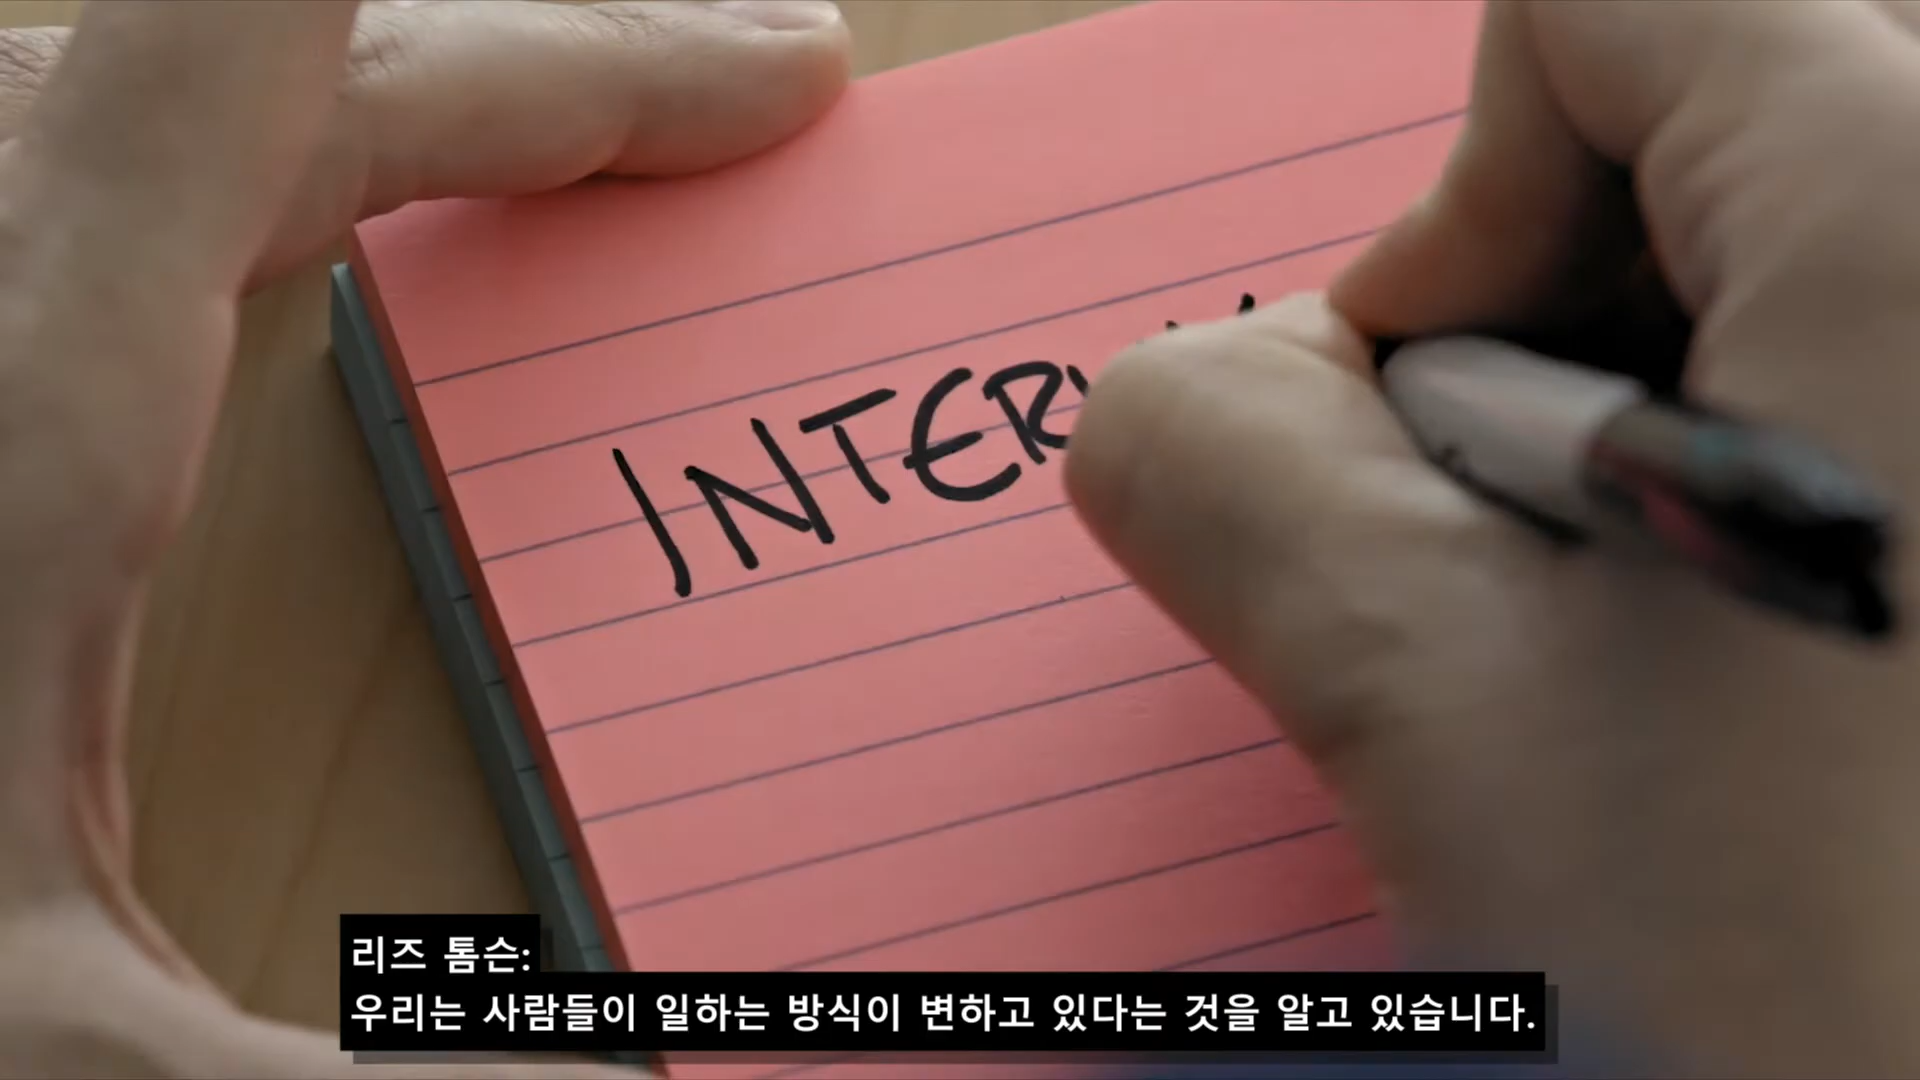 INTER
리즈 톰슨:
우리는 사람들이 일하는 방식이 변하고 있다는 것을 알고 있습니다.